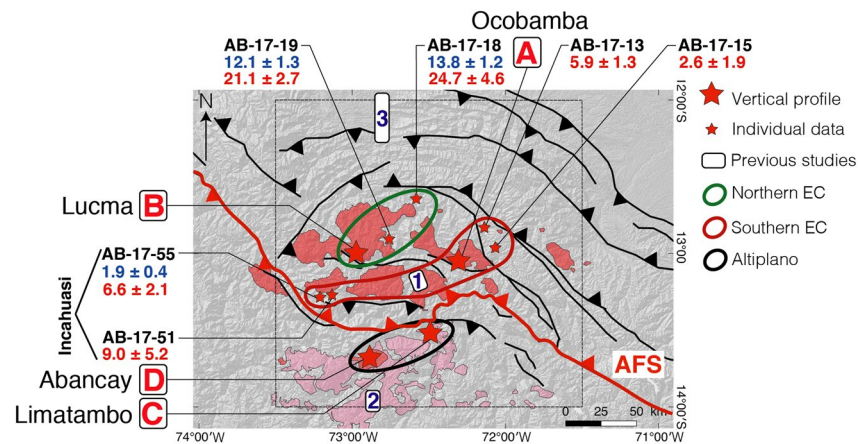 Ocobamba
A
AB-17-19
12.1 ± 1.3
21.1 ± 2.7
AB-17-18
13.8 ± 1.2
24.7 ± 4.6
AB-17-13
5.9 ± 1.3
AB-17-15
2.6 ± 1.9
N
3
12°00'S
Vertical profile
Individual data
Previous studies
Northern EC
Southern EC
Altiplano
Lucma B
13°00
AB-17-55
1.9 ± 0.4
6.6 ± 2.1
Incahuasi
1
AB-17-51
9.0 ± 5.2
AFS
Abancay D
Limatambo C
2
0 25 50 km
14°00'S
74°00'W 73°00'W 72°00'W 71°00'W